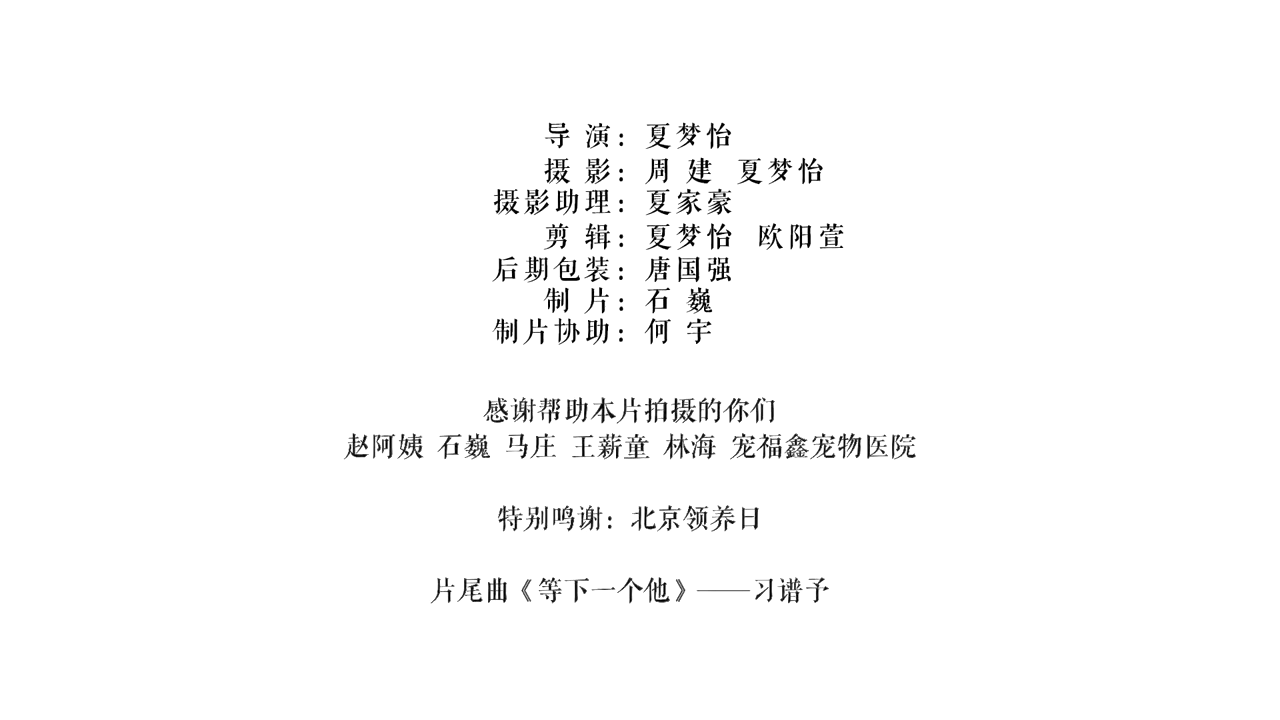 导 演：夏梦怡
摄 影：周 建 夏梦怡
摄影助理：夏家豪
剪 辑：夏梦怡 欧阳萱
后期包装：唐国强
制 片：石 巍
制片协助：何 宇
感谢帮助本片拍摄的你们
赵阿姨 石巍 马庄 王薪童 林海 宠福鑫宠物医院
特别鸣谢：北京领养日
片尾曲《等下一个他》——习谱予